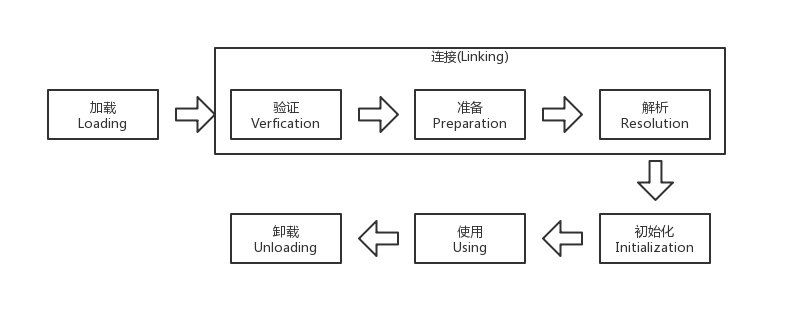 连接(Linking)
加载
Loading
验证
Verfication
准备
Preparation
解析
Resolution
初始化
Initialization
使用
Using
卸载
Unloading